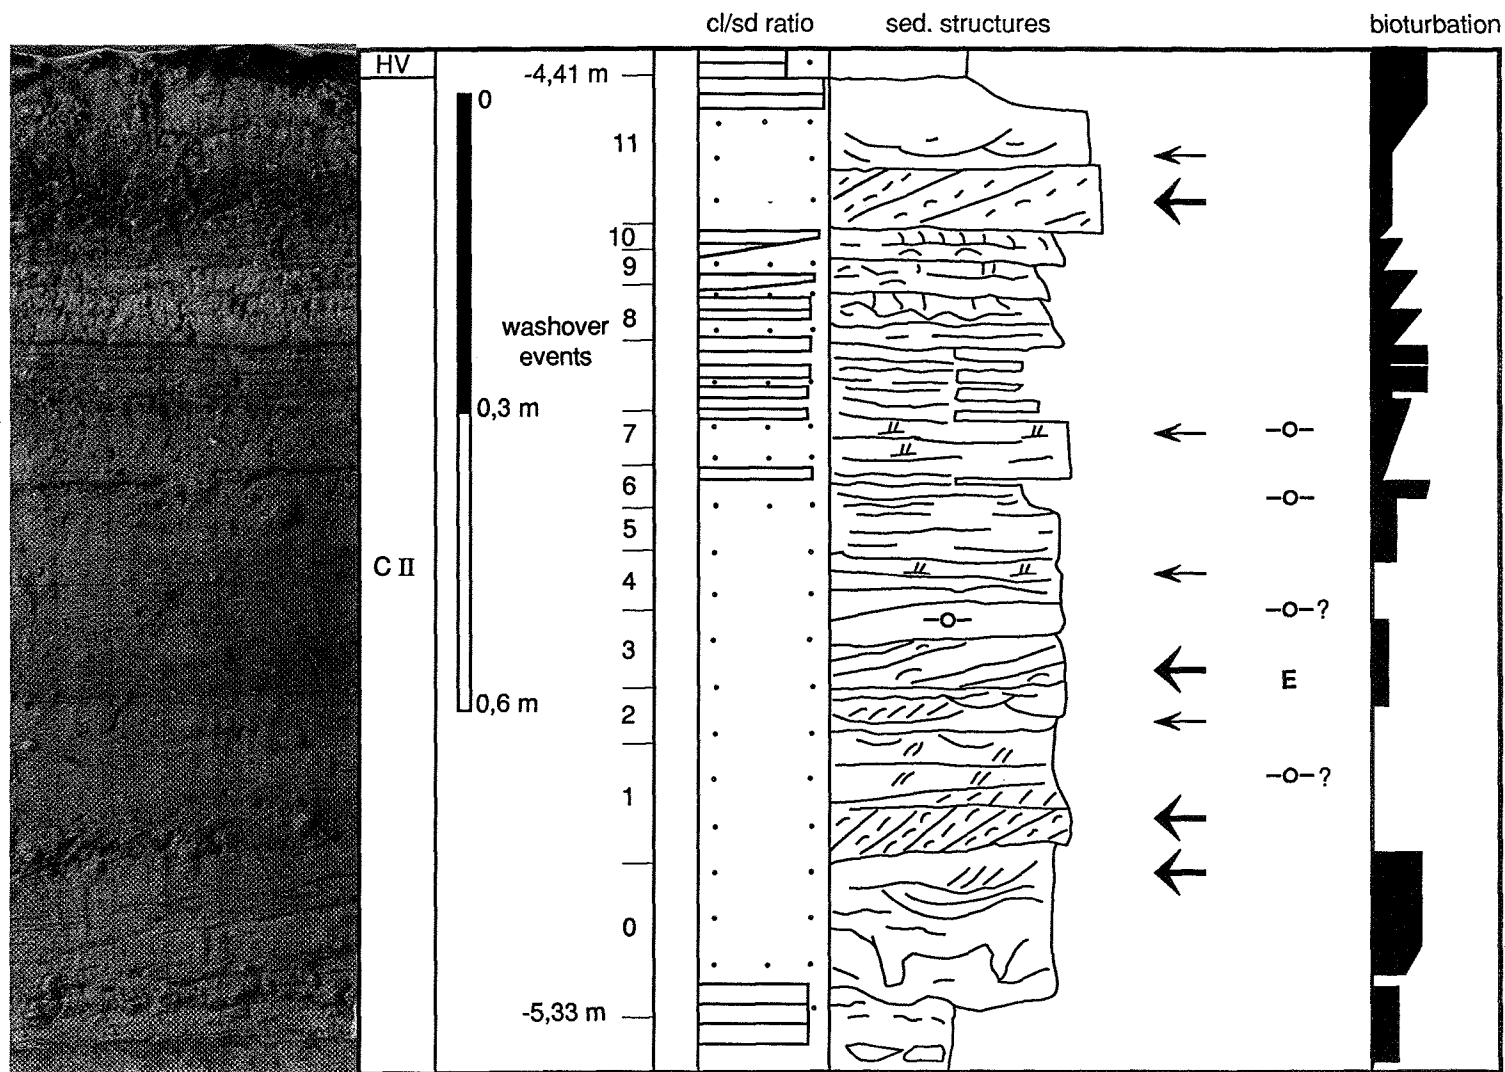 cl/sd ratio
sed. structures
bioturbation
HV
-4,41 m
0
11
10
9
8
washover
events
0,3 m
7
6
5
C II
4
-O-?
3
E
0,6 m
2
-O-?
1
0
-5,33 m